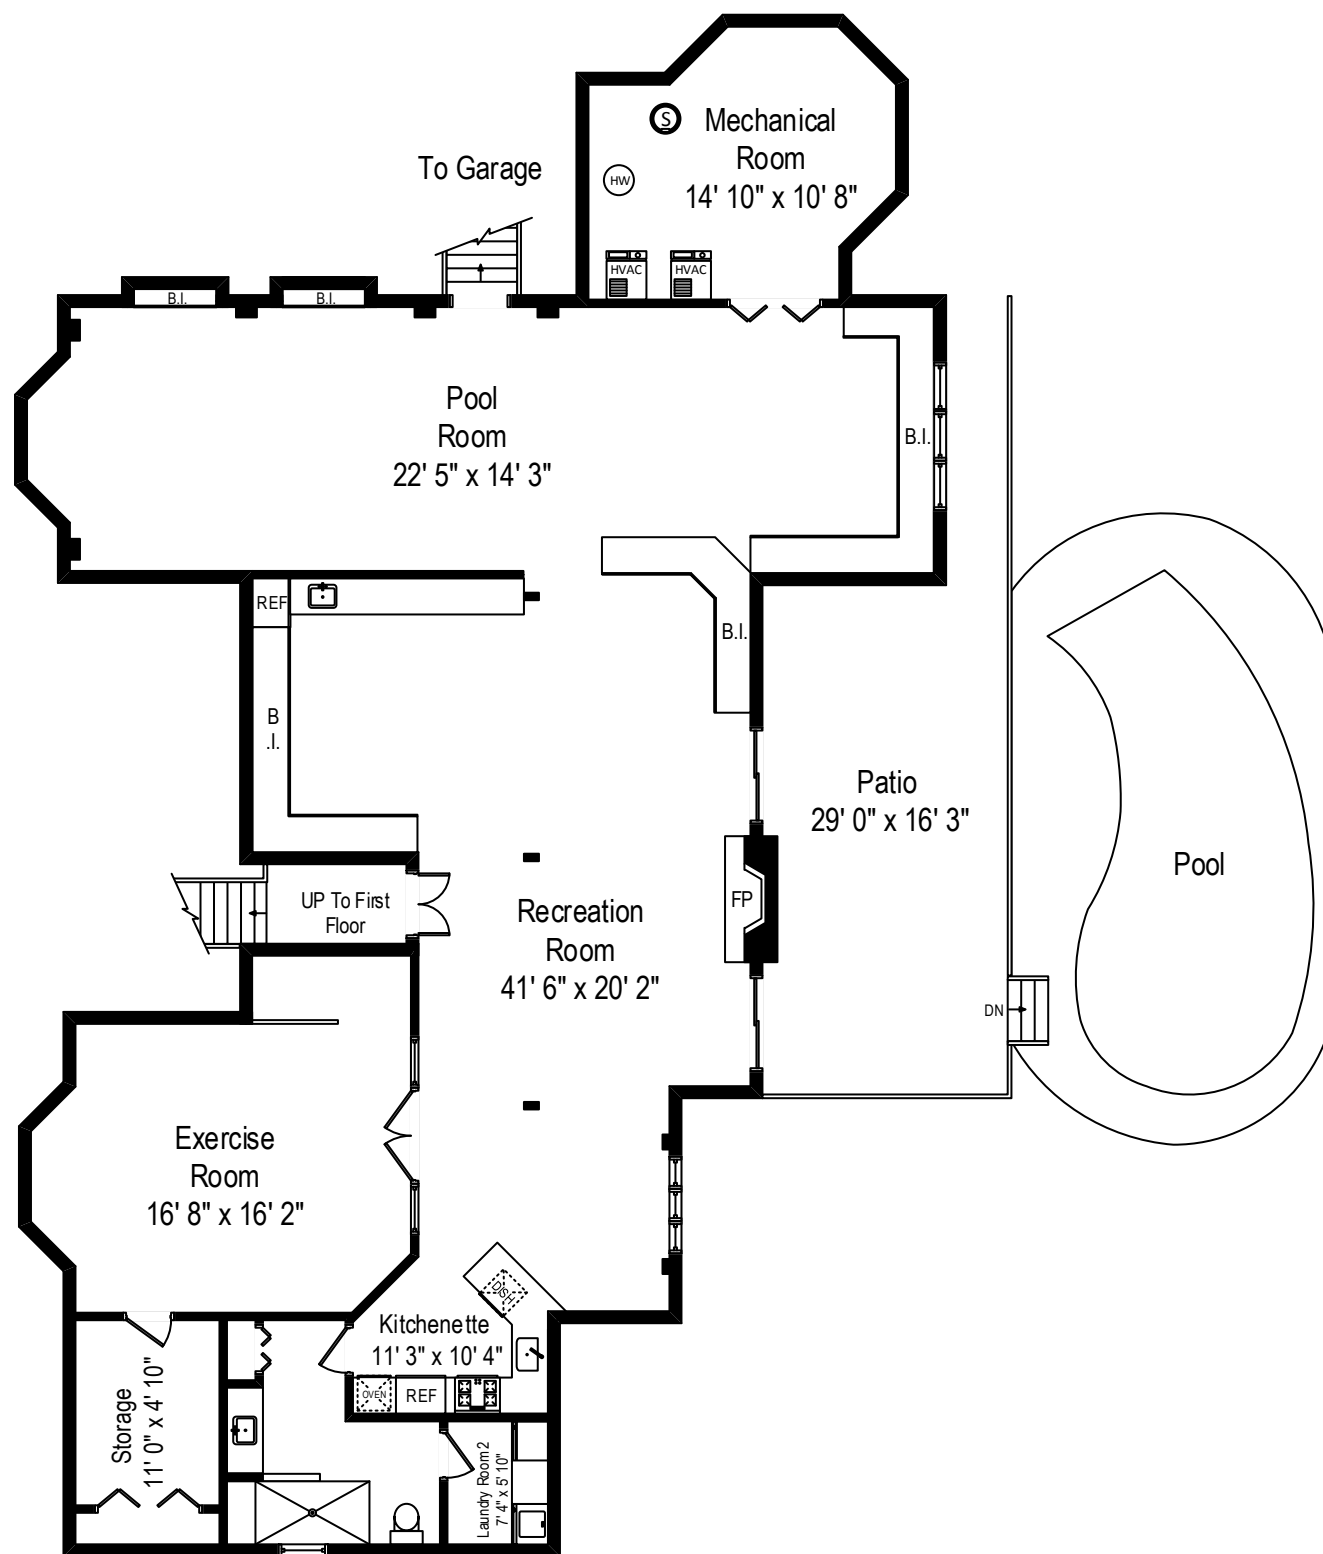 Mechanical
Room
14' 10" x 10' 8"
S
HW
HVAC
HVAC
To Garage
B.I.
B.I.
Pool
Room
22' 5" x 14' 3"
B.I.
REF
B.I.
B
.I.
Patio
29' 0" x 16' 3"
Pool
UP To First
Floor
FP
Recreation
Room
41' 6" x 20' 2"
DN
Exercise
Room
16' 8" x 16' 2"
DISH
Kitchenette
11' 3" x 10' 4"
OVEN
REF
Storage
11' 0" x 4' 10"
Laundry Room 2
7' 4" x 5' 10"